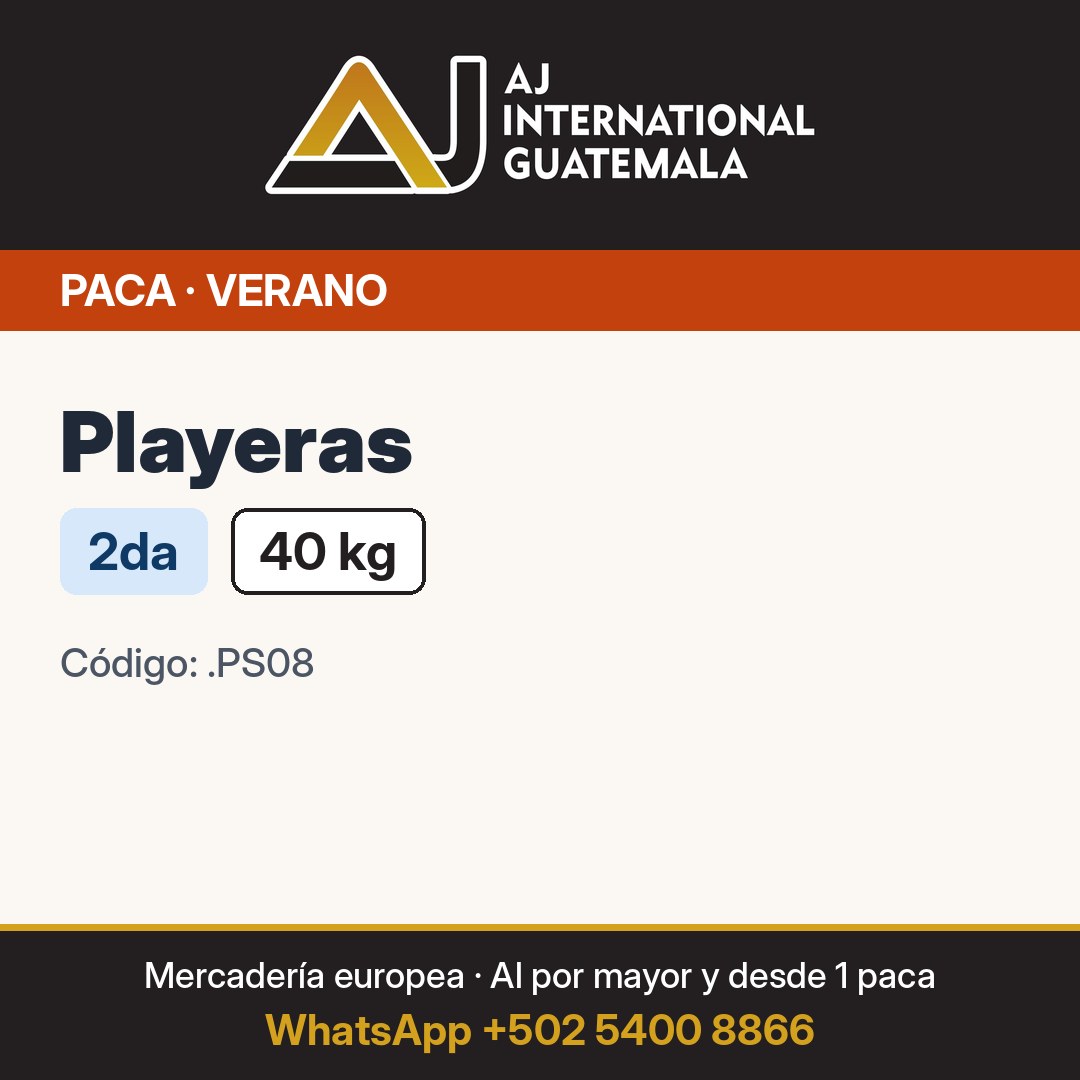 AJ
AJ
INTERNATIONAL
GUATEMALA
PACA · VERANO
Playeras
2da
40 kg
Código: .PS08
Mercadería europea · Al por mayor y desde 1 paca
WhatsApp +502 5400 8866